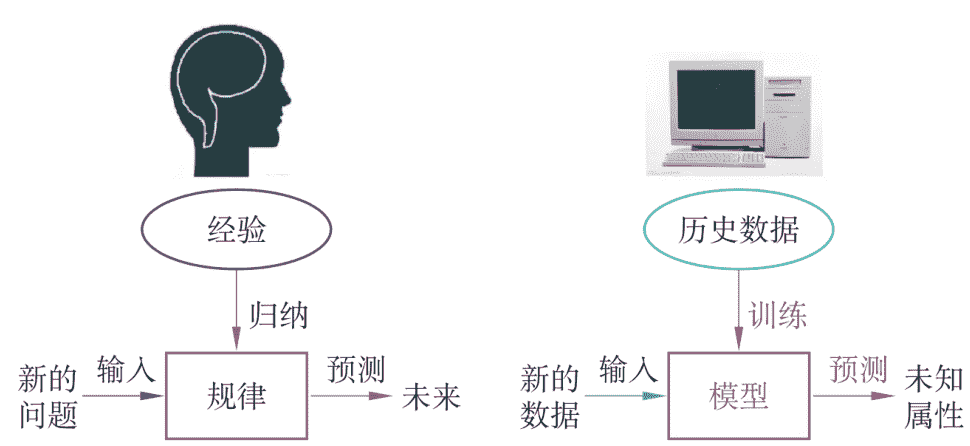 经验
归纳
新的
问题
输入
规律
预测
未来
历史数据
训练
新的
数据
输入
模型
预测
未知
属性